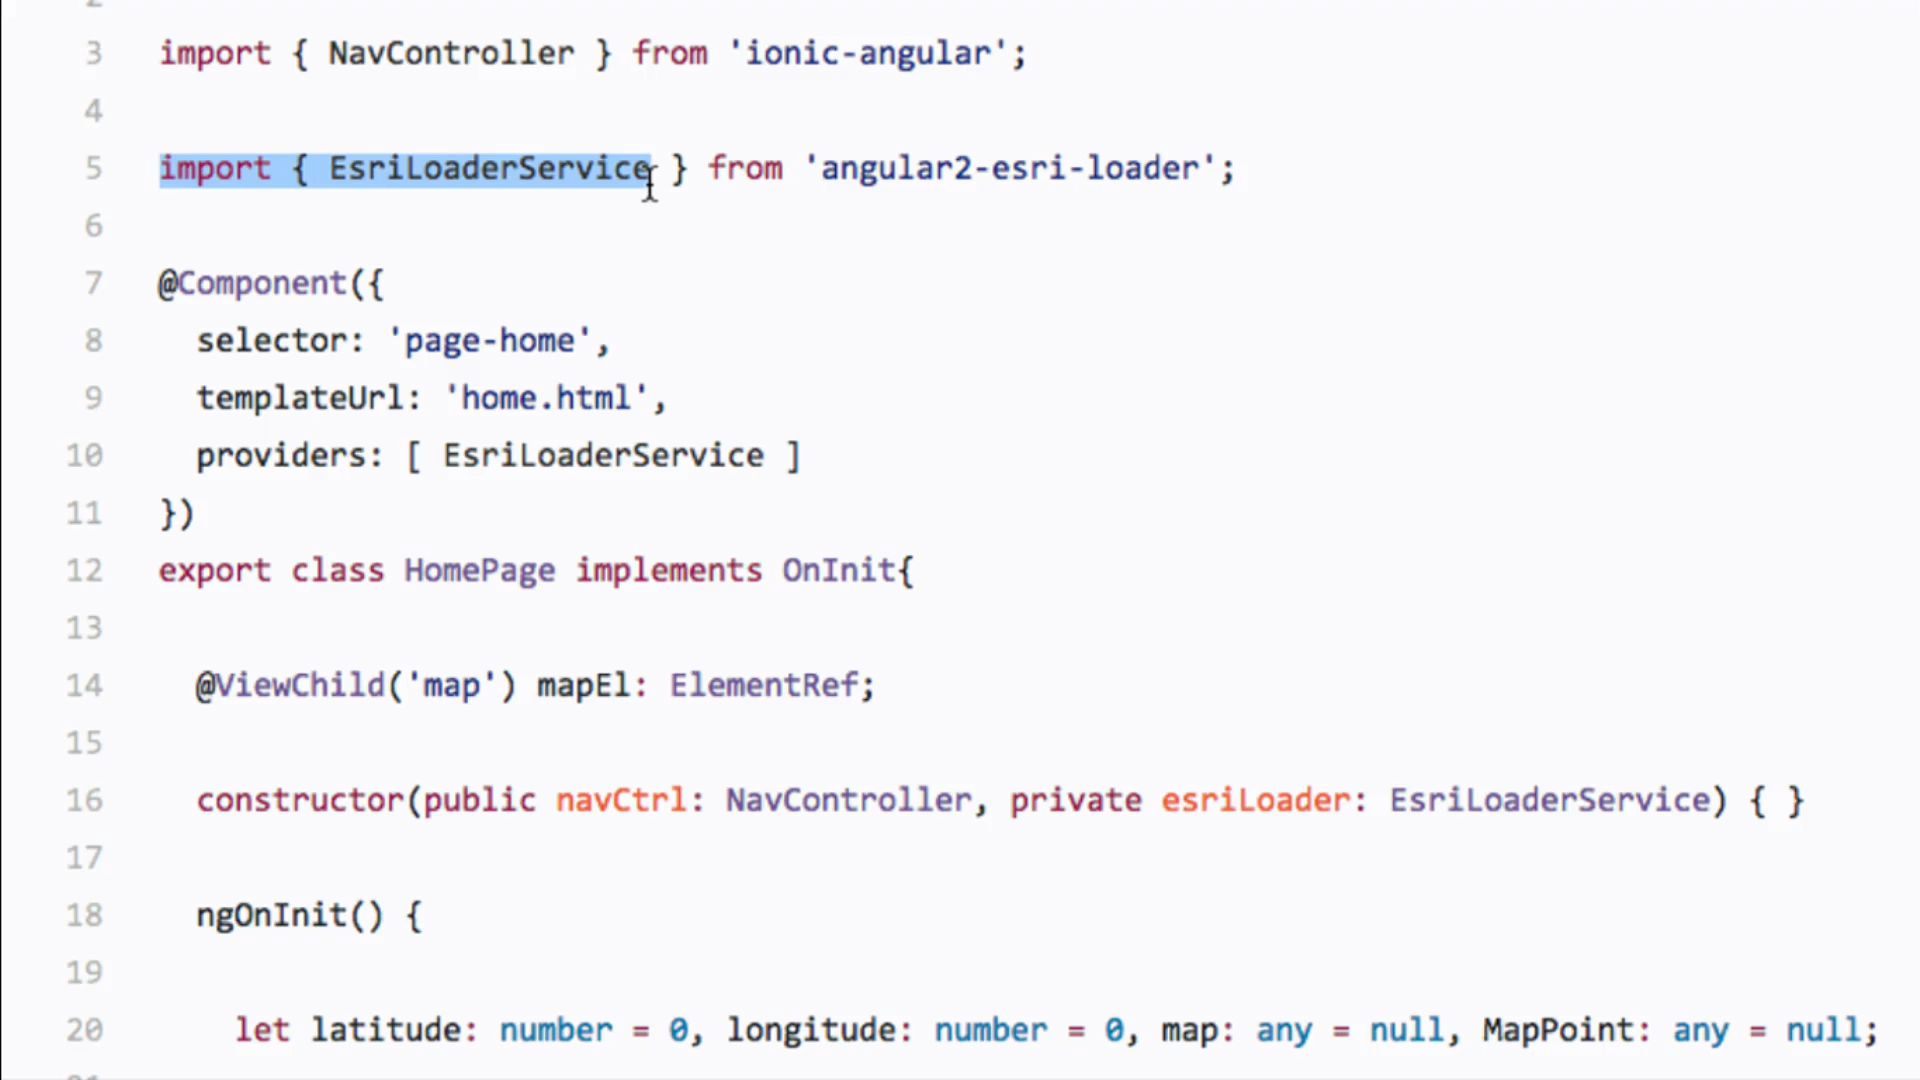 3 import { NavController } from 'ionic-angular';
4
5 import { EsriLoaderService } from 'angular2-esri-loader';
6
7 @Component({
8 selector: 'page-home',
9 templateUrl: 'home.html',
10 providers: [ EsriLoaderService ]
11 })
12 export class HomePage implements OnInit{
13
14 @ViewChild('map') mapEl: ElementRef;
15
16 constructor(public navCtrl: NavController, private esriLoader: EsriLoaderService) { }
17
18 ngOnInit() {
19
20 let latitude: number = 0, longitude: number = 0, map: any = null, MapPoint: any = null;